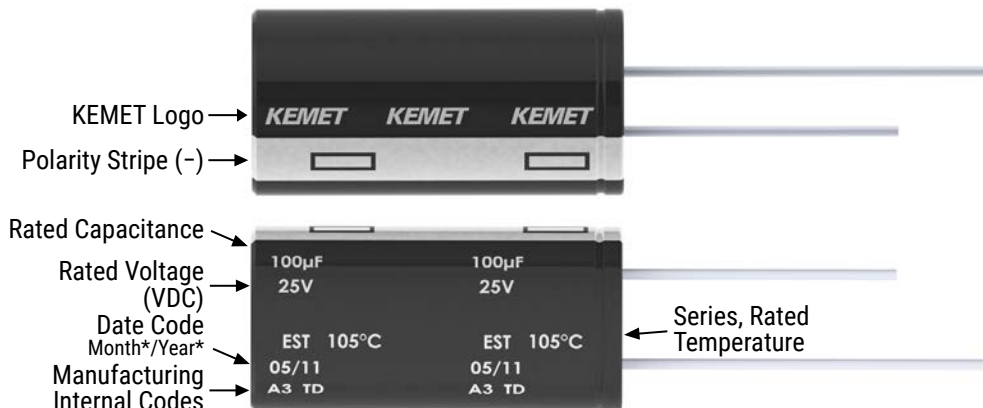 KEMET Logo
KEMET KEMET KEMET
Polarity Stripe (−)
Rated Capacitance
100µF 100µF
Rated Voltage
(VDC)
25V 25V
Date Code
Month*/Year*
EST 105°C EST 105°C
Series, Rated
Temperature
05/11 05/11
Manufacturing
Internal Codes
A3 TD A3 TD